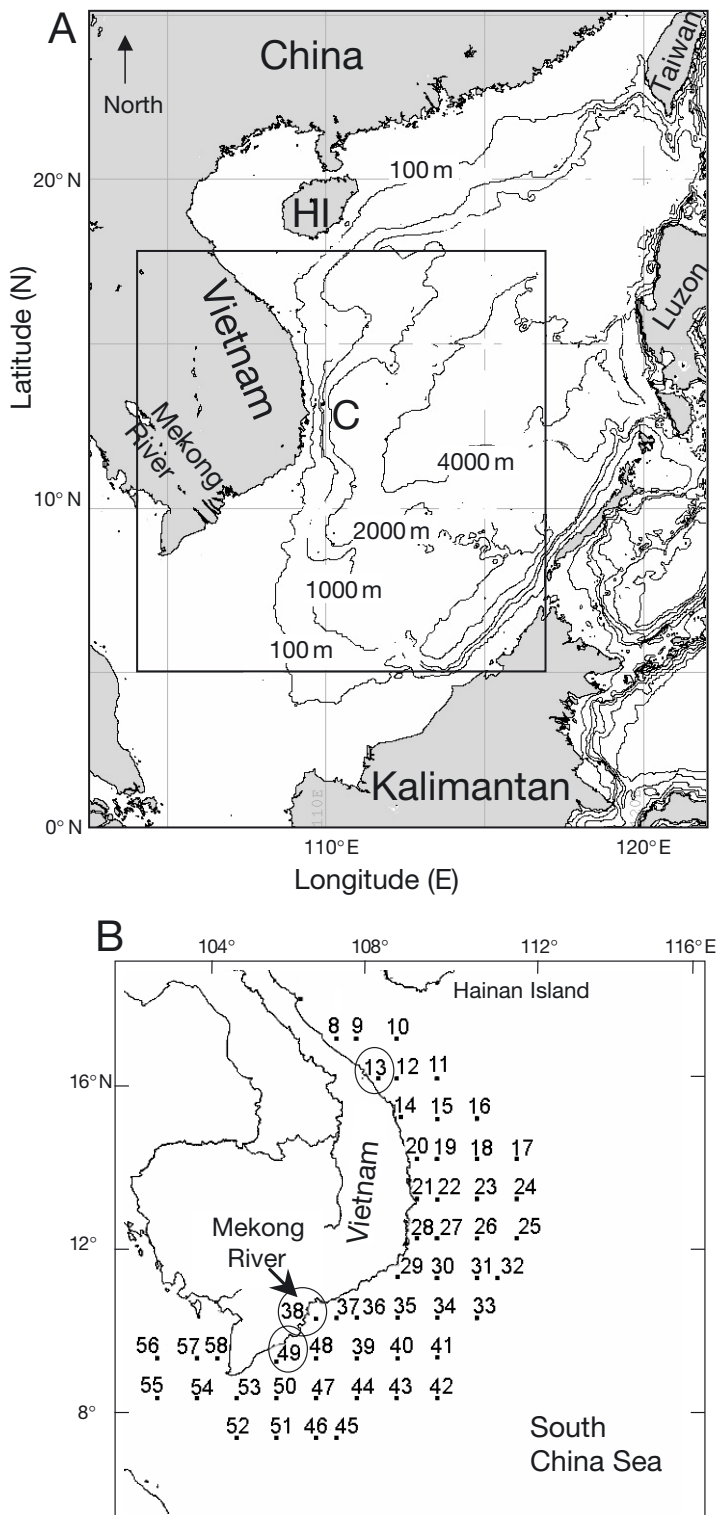 A
North
China
Taiwan
100 m
20° N
HI
Luzon
Vietnam
Latitude (N)
C
Mekong
River
4000 m
10° N
2000 m
1000 m
100 m
Kalimantan
110°E
0° N
110°E
120°E
Longitude (E)
B
104°
108°
112°
116°E
Hainan Island
8 9 10
13 12 11
16°N
14 15 16
20 19 18 17
Vietnam
21 22 23 24
Mekong
River
28 27 26 25
12°
29 30 31 32
38 37 36 35 34 33
56 57 58 49 48 39 40 41
55 54 53 50 47 44 43 42
8°
52 51 46 45
South
China Sea